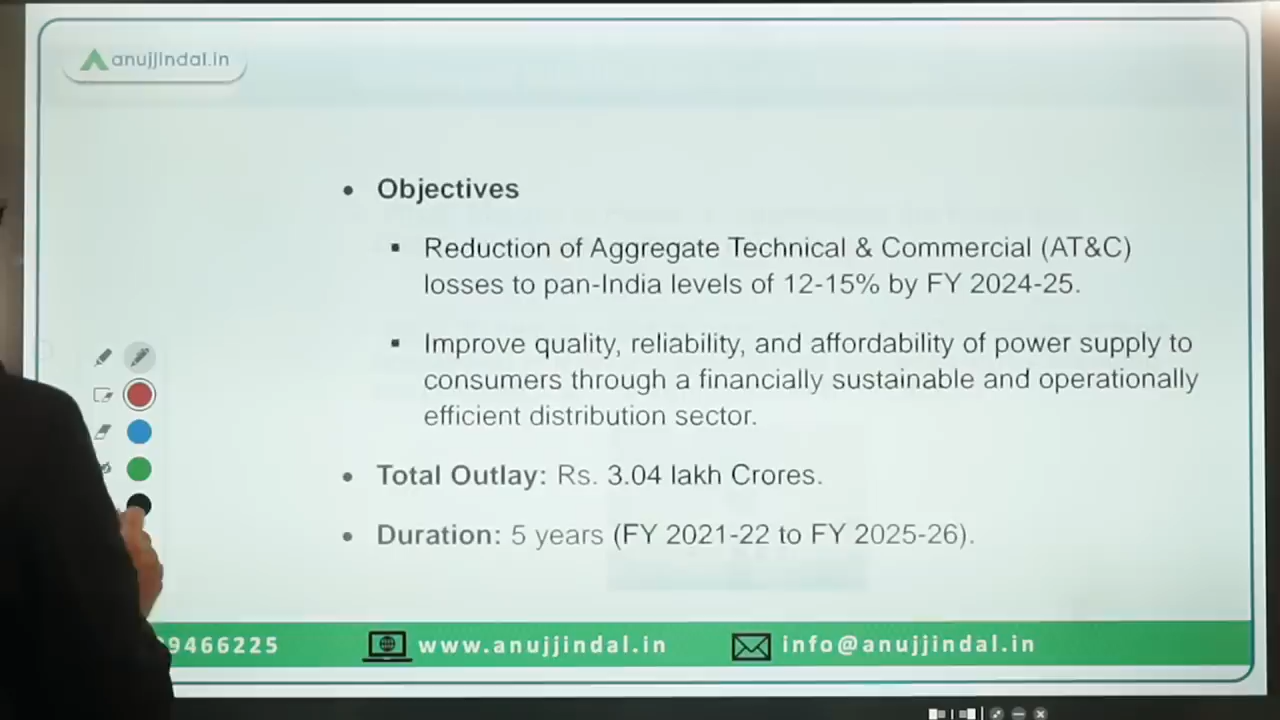 anujjindal.in
• Objectives
▪ Reduction of Aggregate Technical & Commercial (AT&C)
losses to pan-India levels of 12-15% by FY 2024-25.
▪ Improve quality, reliability, and affordability of power supply to
consumers through a financially sustainable and operationally
efficient distribution sector.
• Total Outlay: Rs. 3.04 lakh Crores.
• Duration: 5 years (FY 2021-22 to FY 2025-26).
9466225 www.anujjindal.in info@anujjindal.in